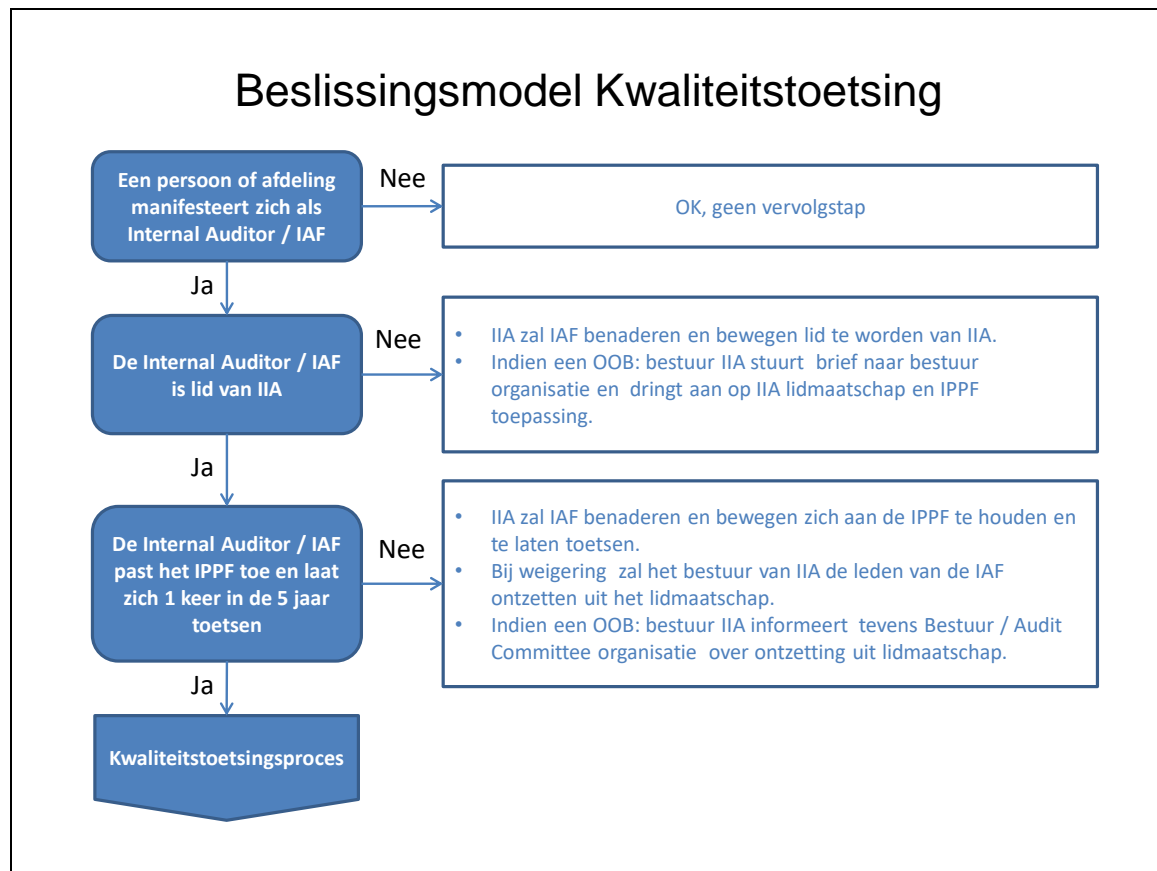 Beslissingsmodel Kwaliteitstoetsing
Een persoon of afdeling
manifesteert zich als
Internal Auditor / IAF
Nee
OK, geen vervolgstap
Ja
De Internal Auditor / IAF
is lid van IIA
Nee
• IIA zal IAF benaderen en bewegen lid te worden van IIA.
• Indien een OOB: bestuur IIA stuurt brief naar bestuur
organisatie en dringt aan op IIA lidmaatschap en IPPF
toepassing.
Ja
De Internal Auditor / IAF
past het IPPF toe en laat
zich 1 keer in de 5 jaar
toetsen
Nee
• IIA zal IAF benaderen en bewegen zich aan de IPPF te houden en
te laten toetsen.
• Bij weigering zal het bestuur van IIA de leden van de IAF
ontzetten uit het lidmaatschap.
• Indien een OOB: bestuur IIA informeert tevens Bestuur / Audit
Committee organisatie over ontzetting uit lidmaatschap.
Ja
Kwaliteitstoetsingsproces